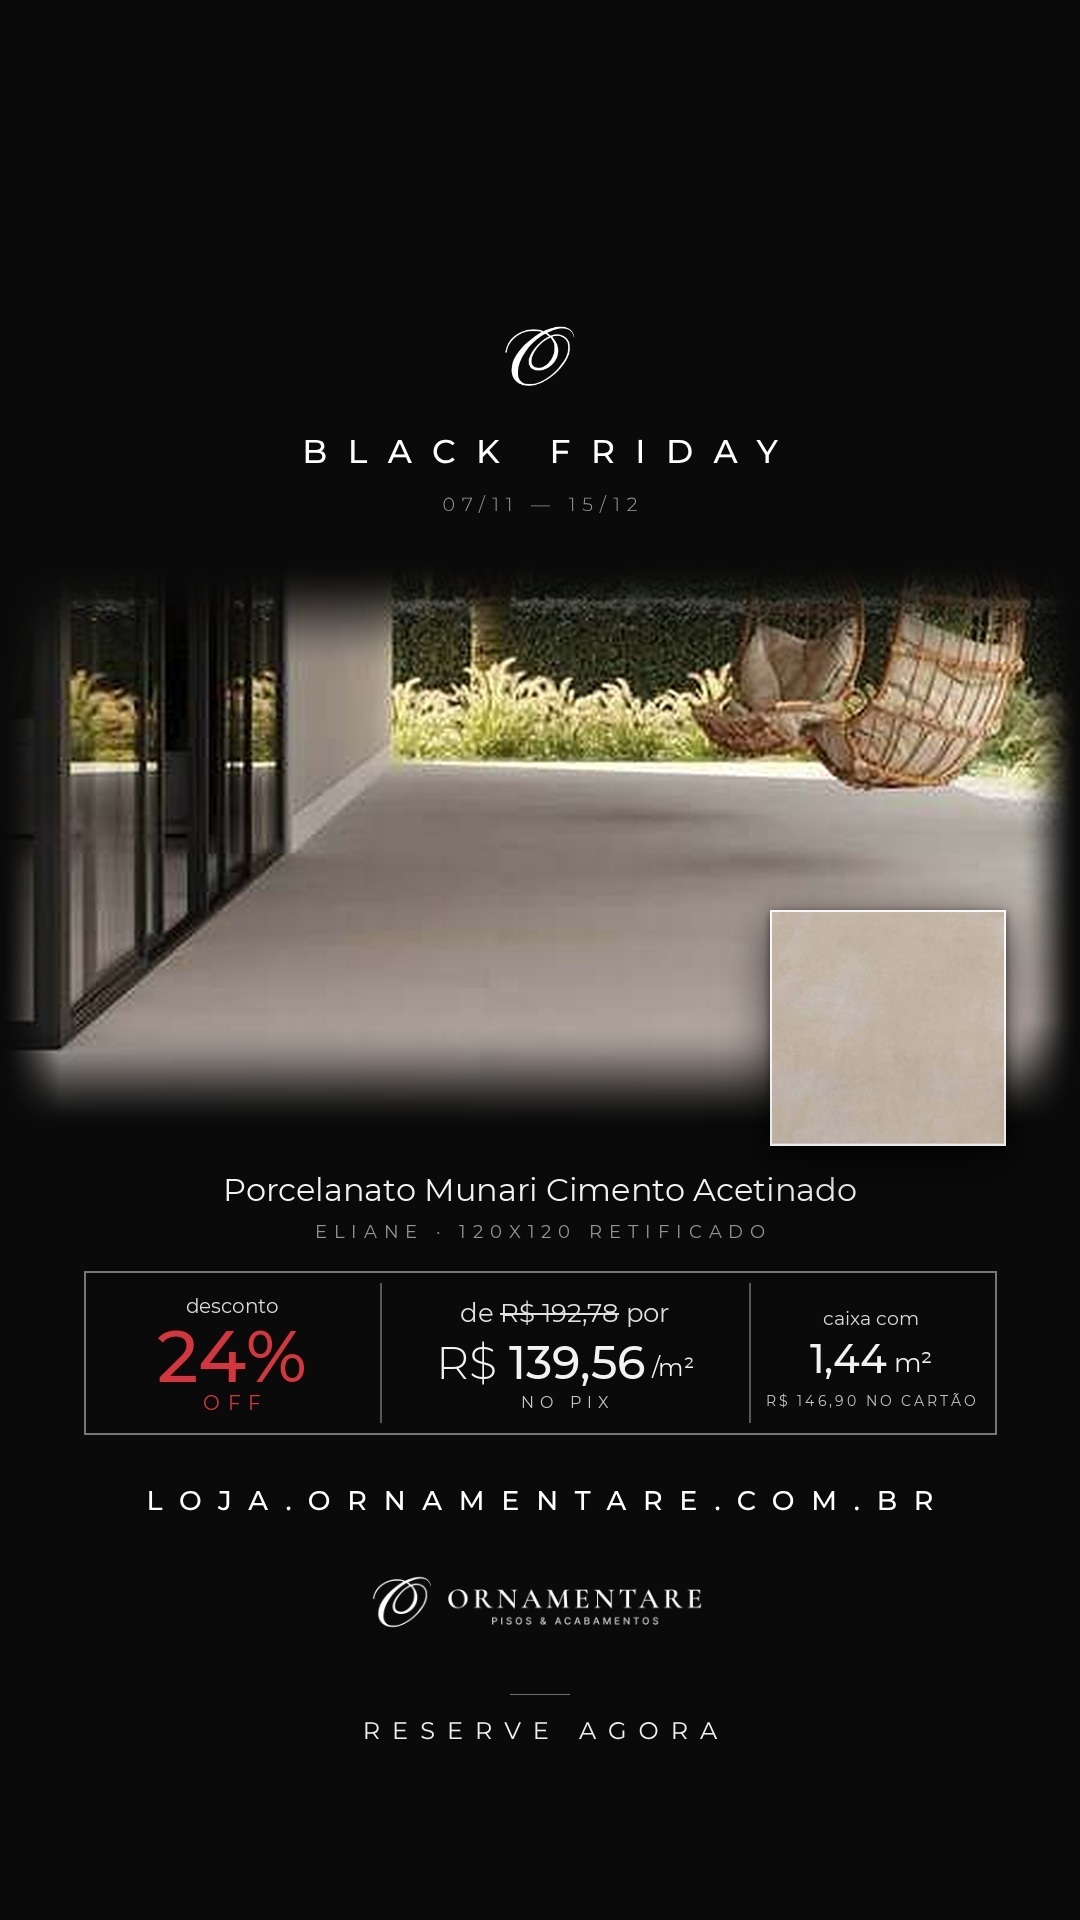 BLACK FRIDAY
07/11 — 15/12
Porcelanato Munari Cimento Acetinado
ELIANE · 120X120 RETIFICADO
desconto
24%
OFF
de R$ 192,78 por
R$ 139,56 /m²
NO PIX
caixa com
1,44 m²
R$ 146,90 NO CARTÃO
LOJA.ORNAMENTARE.COM.BR
O ORNAMENTARE
PISOS & ACABAMENTOS
RESERVE AGORA